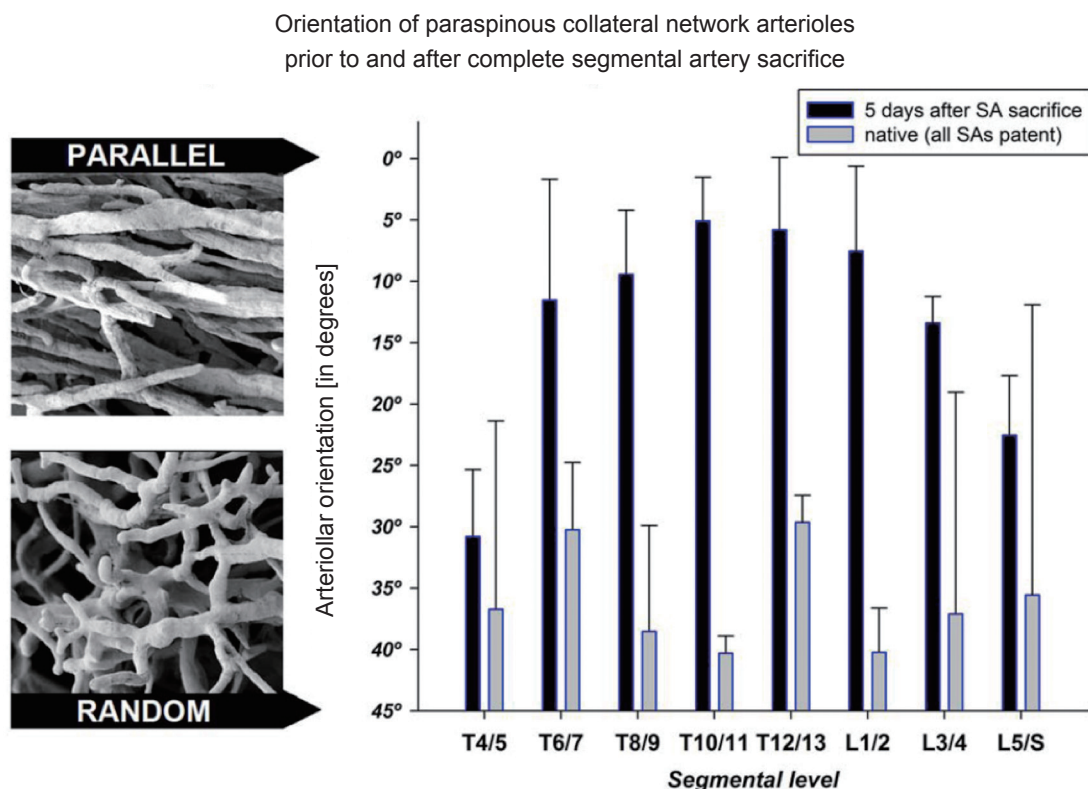 Orientation of paraspinous collateral network arterioles
prior to and after complete segmental artery sacrifice
5 days after SA sacrifice
native (all SAs patent)
PARALLEL
RANDOM
Arteriollar orientation [in degrees]
0º
5º
10º
15º
20º
25º
30º
35º
40º
45º
T4/5 T6/7 T8/9 T10/11 T12/13 L1/2 L3/4 L5/S
Segmental level